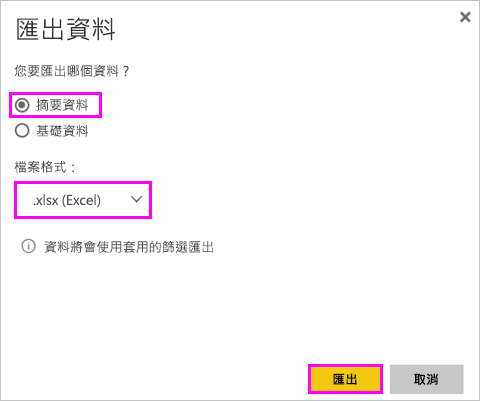 匯出資料
您要匯出哪個資料？
摘要資料
基礎資料
檔案格式：
.xlsx (Excel)
資料將會使用套用的篩選匯出
匯出
取消